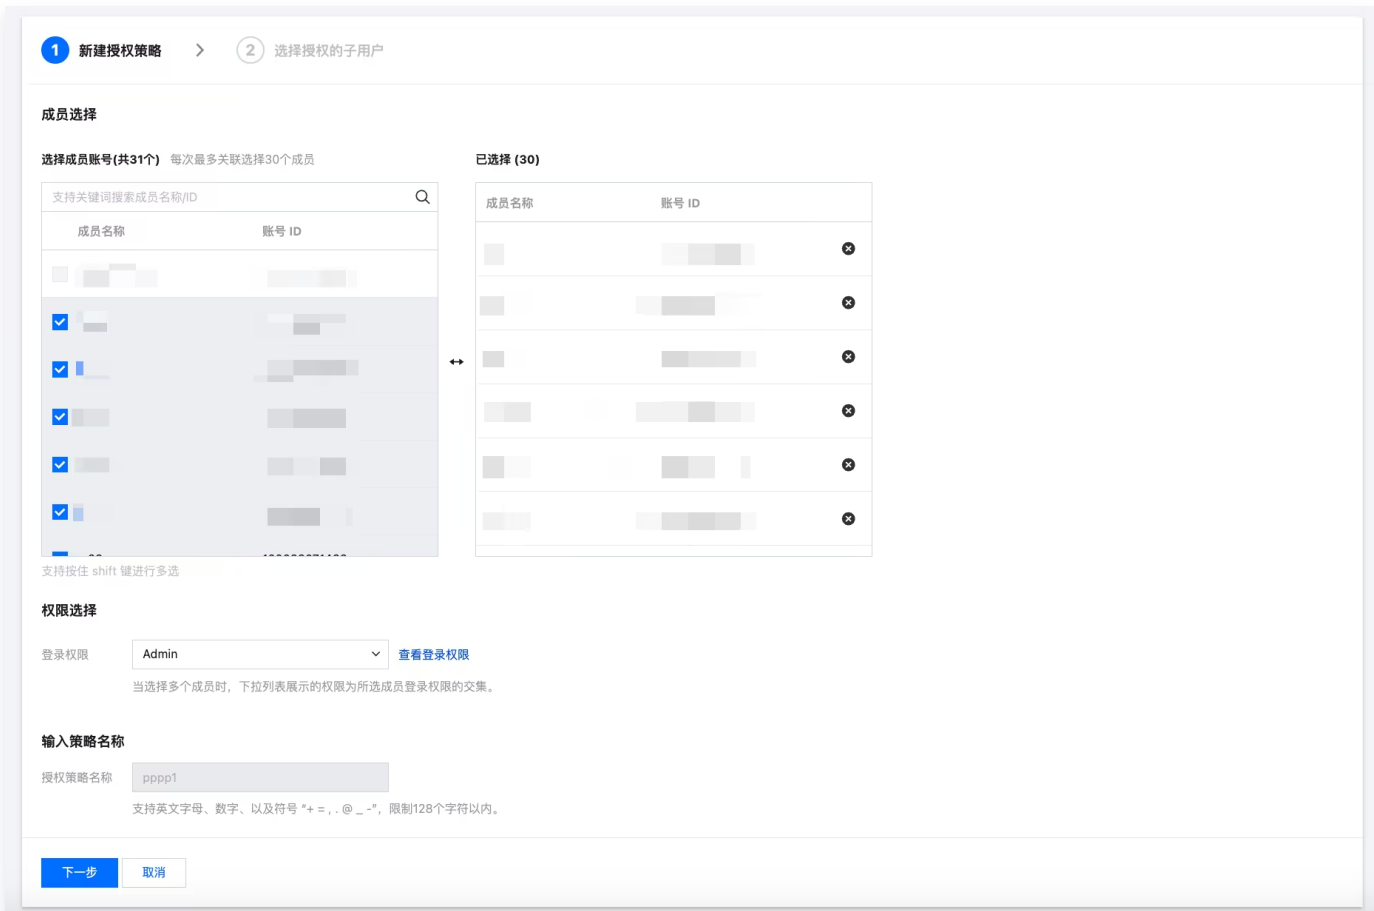 1 新建授权策略 2 选择授权的子用户
成员选择
选择成员账号(共31个) 每次最多关联选择30个成员
支持关键词搜索成员名称/ID
成员名称 账号 ID
支持按住 shift 键进行多选
已选择 (30)
成员名称 账号 ID
权限选择
登录权限 Admin 查看登录权限
当选择多个成员时，下拉列表展示的权限为所选成员登录权限的交集。
输入策略名称
授权策略名称 pppp1
支持英文字母、数字、以及符号 “+ = , . @ _ -”，限制128个字符以内。
下一步 取消